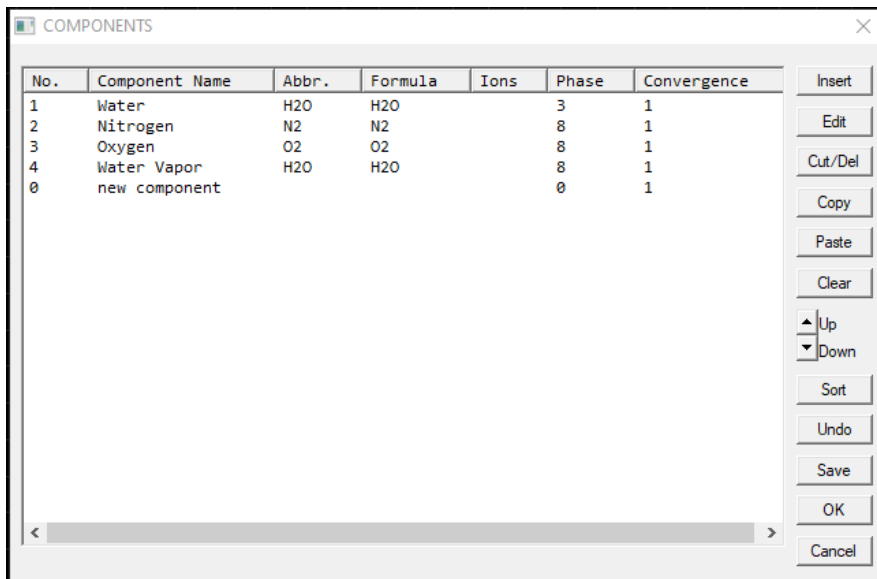 COMPONENTS
No. Component Name Abbr. Formula Ions Phase Convergence
1 Water H2O H2O 3 1
2 Nitrogen N2 N2 8 1
3 Oxygen O2 O2 8 1
4 Water Vapor H2O H2O 8 1
0 new component 0 1
Insert
Edit
Cut/Del
Copy
Paste
Clear
Up
Down
Sort
Undo
Save
OK
Cancel